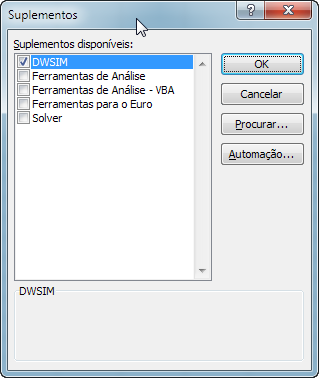 Suplementos
?
Suplementos disponíveis:
DWSIM
Ferramentas de Análise
Ferramentas de Análise - VBA
Ferramentas para o Euro
Solver
OK
Cancelar
Procurar...
Automação...
DWSIM